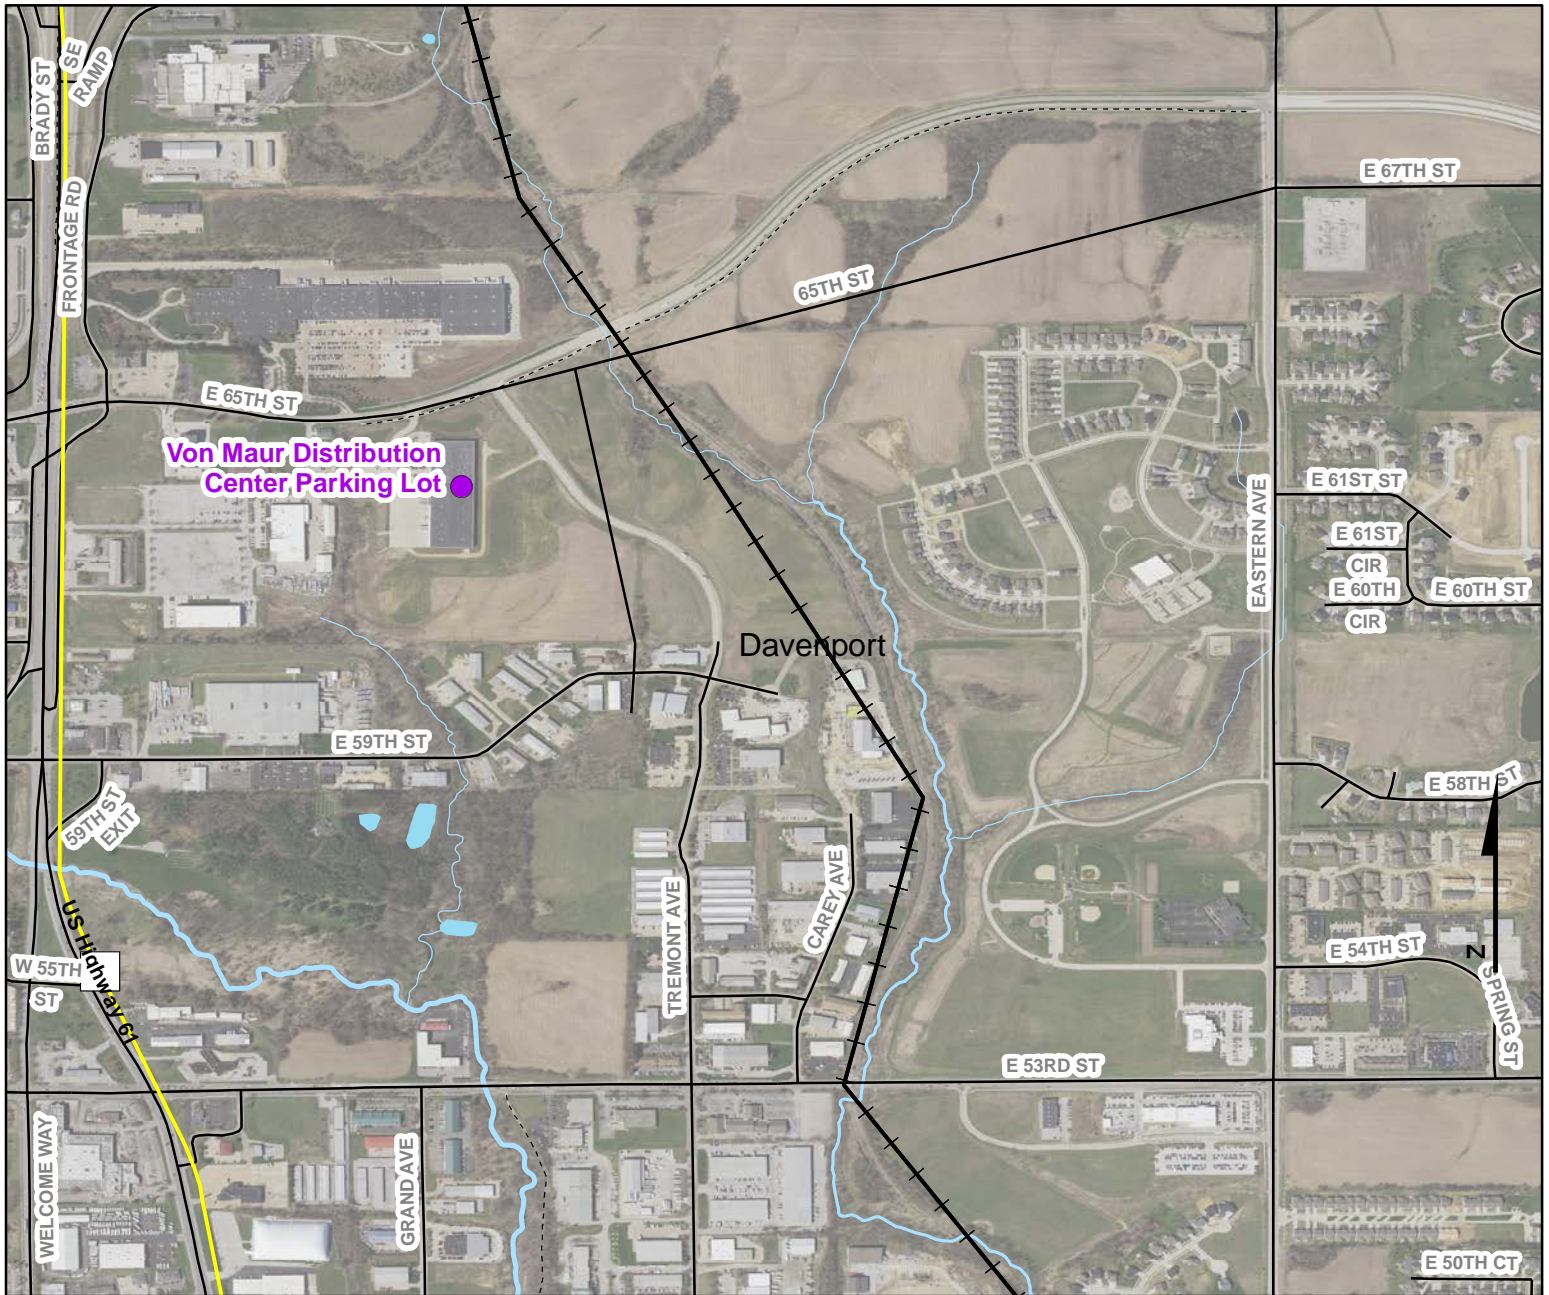 BRADY ST
SE
RAMP
FRONTAGE RD
E 67TH ST
65TH ST
E 65TH ST
Von Maur Distribution
Center Parking Lot
EASTERN AVE
E 61ST ST
E 61ST
CIR
E 60TH
CIR
E 60TH ST
Davenport
E 59TH ST
59TH ST
EXIT
E 58TH ST
TREMONT AVE
CAREY AVE
US Highway 61
W 55TH
ST
E 54TH ST
N
SPRING ST
E 53RD ST
WELCOME WAY
GRAND AVE
E 50TH CT